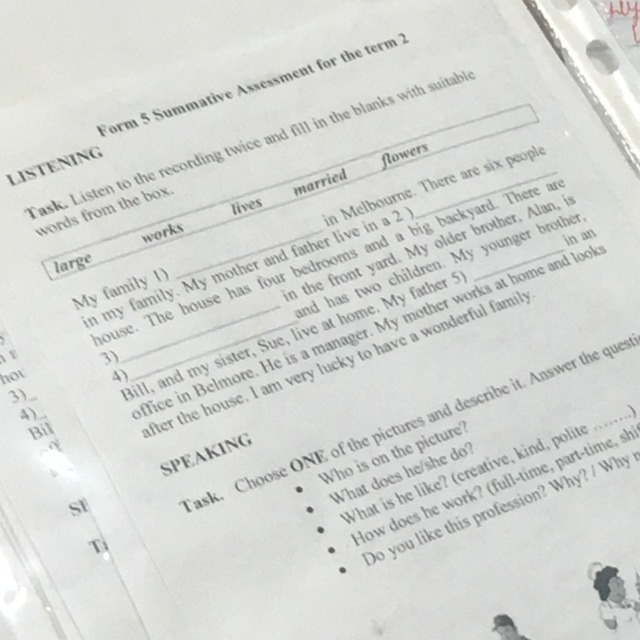 Form 5 Summative Assessment for the term 2
LISTENING
Task. Listen to the recording twice and fill in the blanks with suitable
words from the box.
large works lives married flowers
My family 1) ____________ in Melbourne. There are six people
in my family. My mother and father live in a 2 ) ____________
house. The house has four bedrooms and a big backyard. There are
3) ____________ in the front yard. My older brother, Alan, is
4) ____________ and has two children. My younger brother,
Bill, and my sister, Sue, live at home. My father 5) ____________ in an
office in Belmore. He is a manager. My mother works at home and looks
after the house. I am very lucky to have a wonderful family.
SPEAKING
Task. Choose ONE of the pictures and describe it. Answer the
• Who is on the picture?
• What does he/she do?
• What is he like? (creative, kind, polite ……)
• How does he work? (full-time, part-time,
• Do you like this profession? Why? / Why
3)
4)